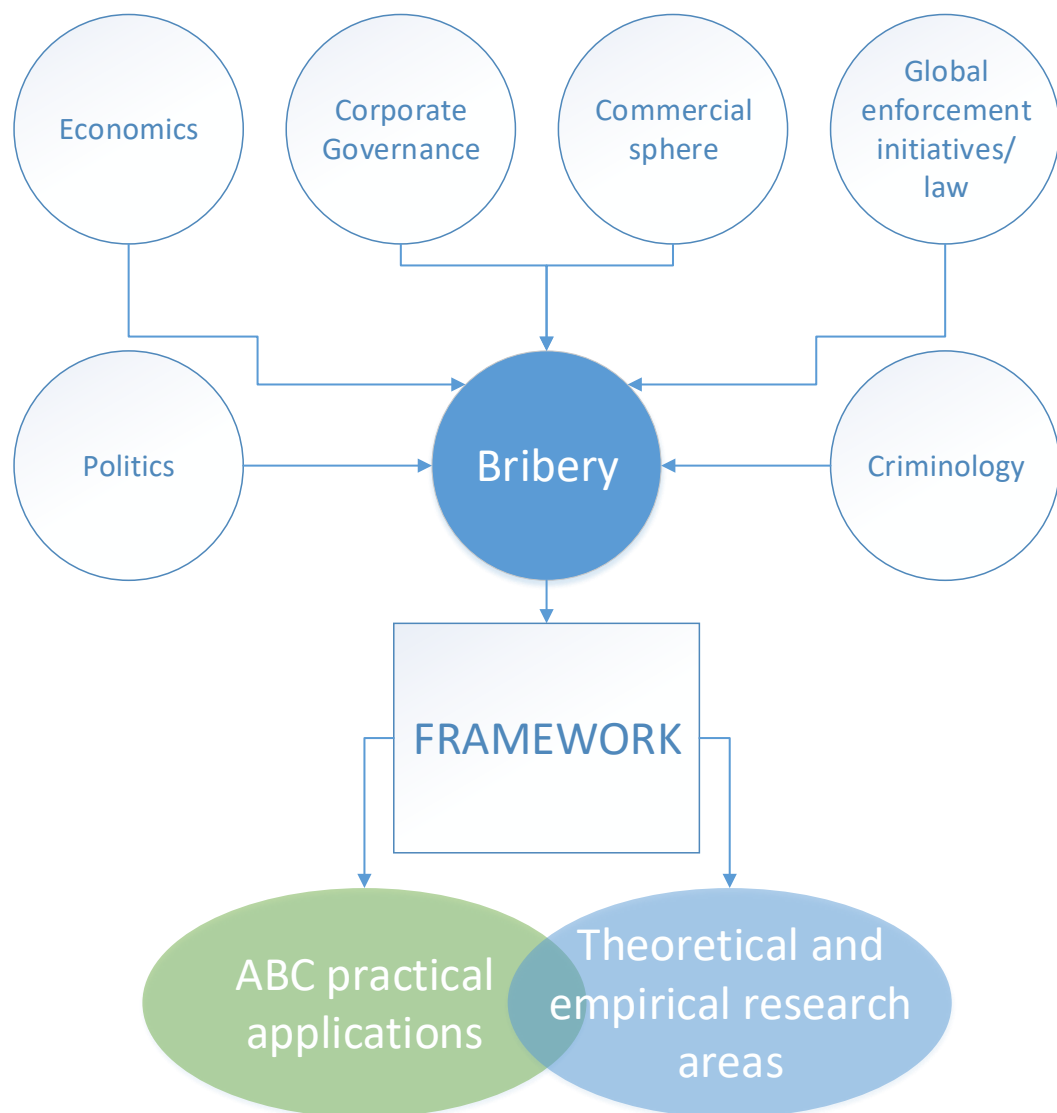 Economics
Corporate
Governance
Commercial
sphere
Global
enforcement
initiatives/
law
Politics
Bribery
Criminology
FRAMEWORK
ABC practical
applications
Theoretical and
empirical research
areas